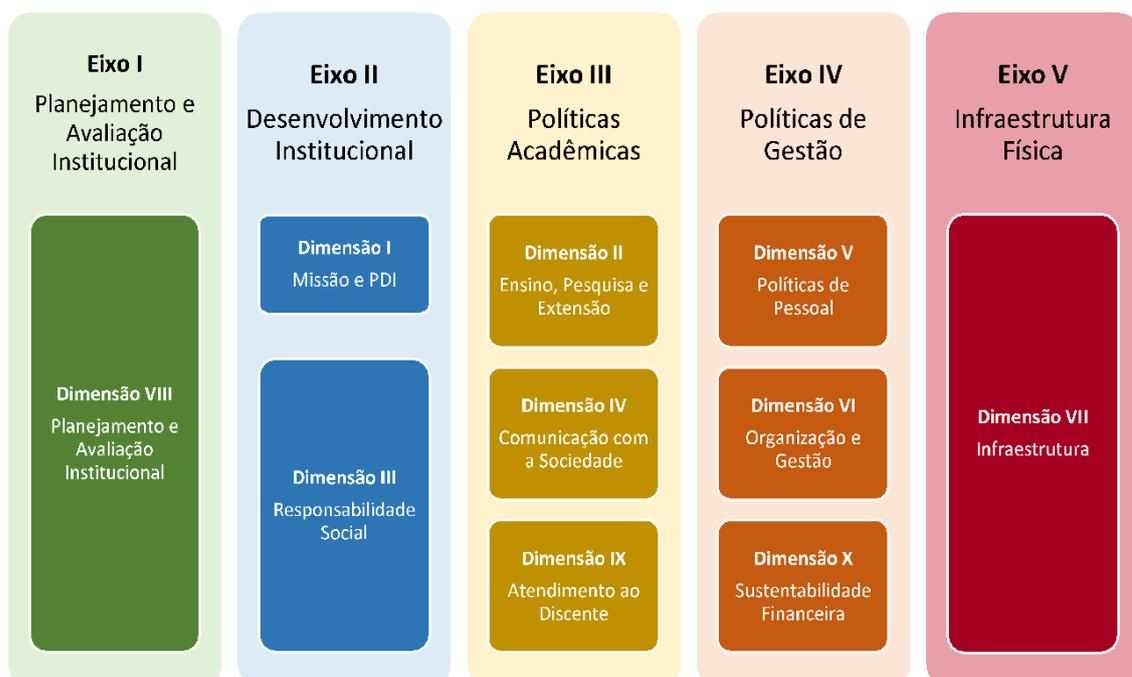 Eixo I
Planejamento e
Avaliação
Institucional
Dimensão VIII
Planejamento e
Avaliação
Institucional
Eixo II
Desenvolvimento
Institucional
Dimensão I
Missão e PDI
Dimensão III
Responsabilidade
Social
Eixo III
Políticas
Acadêmicas
Dimensão II
Ensino, Pesquisa e
Extensão
Dimensão IV
Comunicação com
a Sociedade
Dimensão IX
Atendimento ao
Discente
Eixo IV
Políticas de
Gestão
Dimensão V
Políticas de
Pessoal
Dimensão VI
Organização e
Gestão
Dimensão X
Sustentabilidade
Financeira
Eixo V
Infraestrutura
Física
Dimensão VII
Infraestrutura